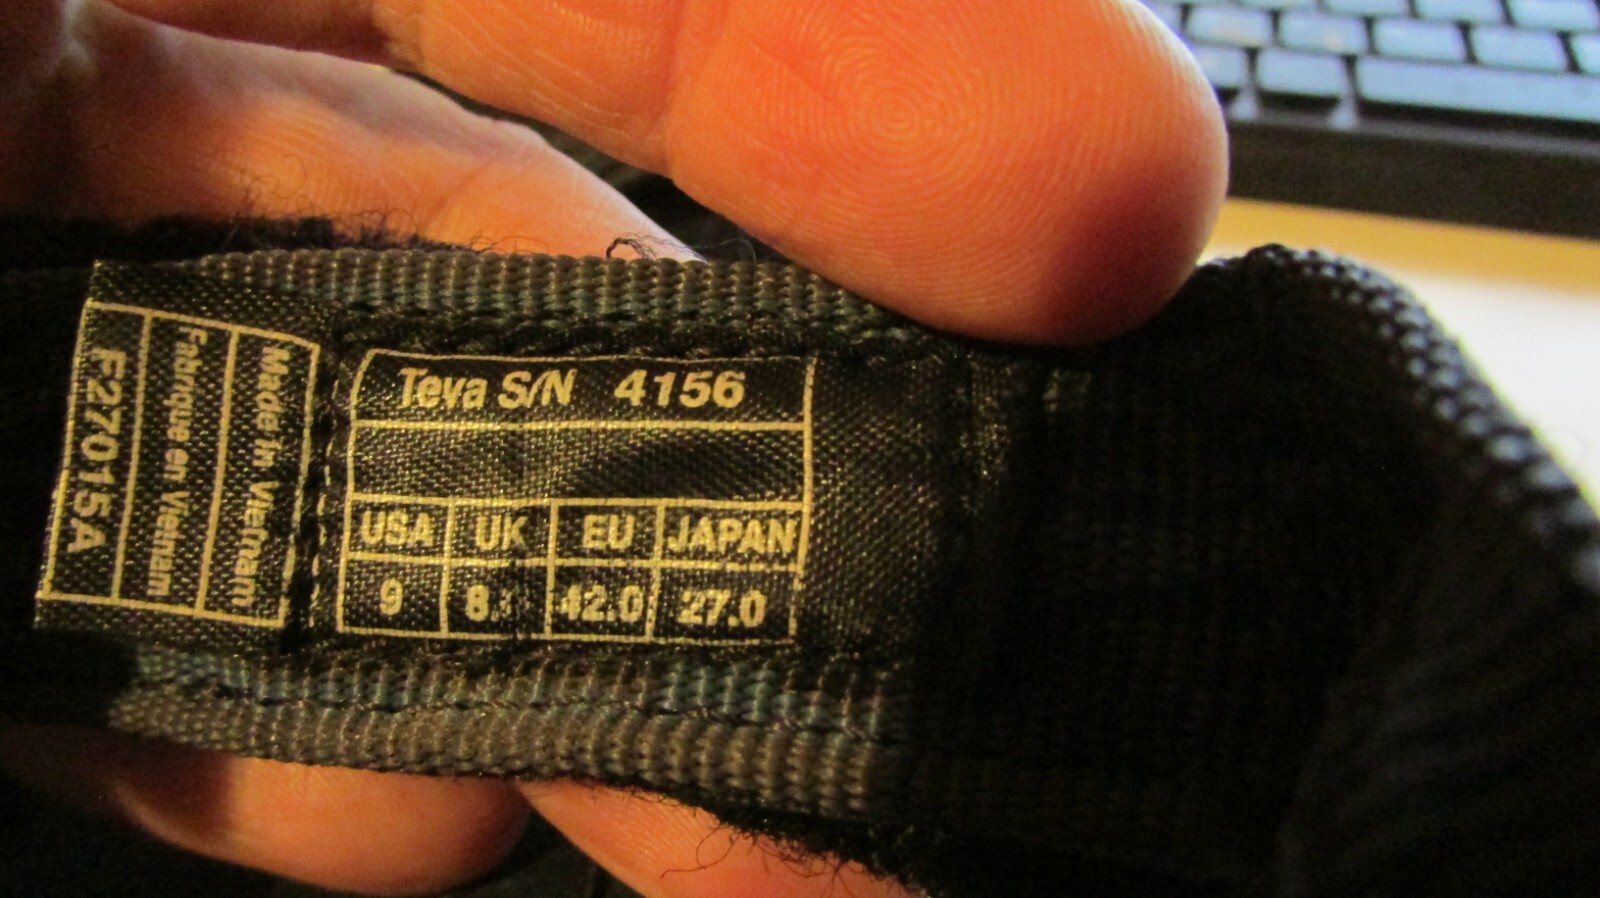 Teva S/N 4156
USA UK EU JAPAN
9 42.0 27.0
Made in Vietnam
Fabrique en Vietnam
F27015A